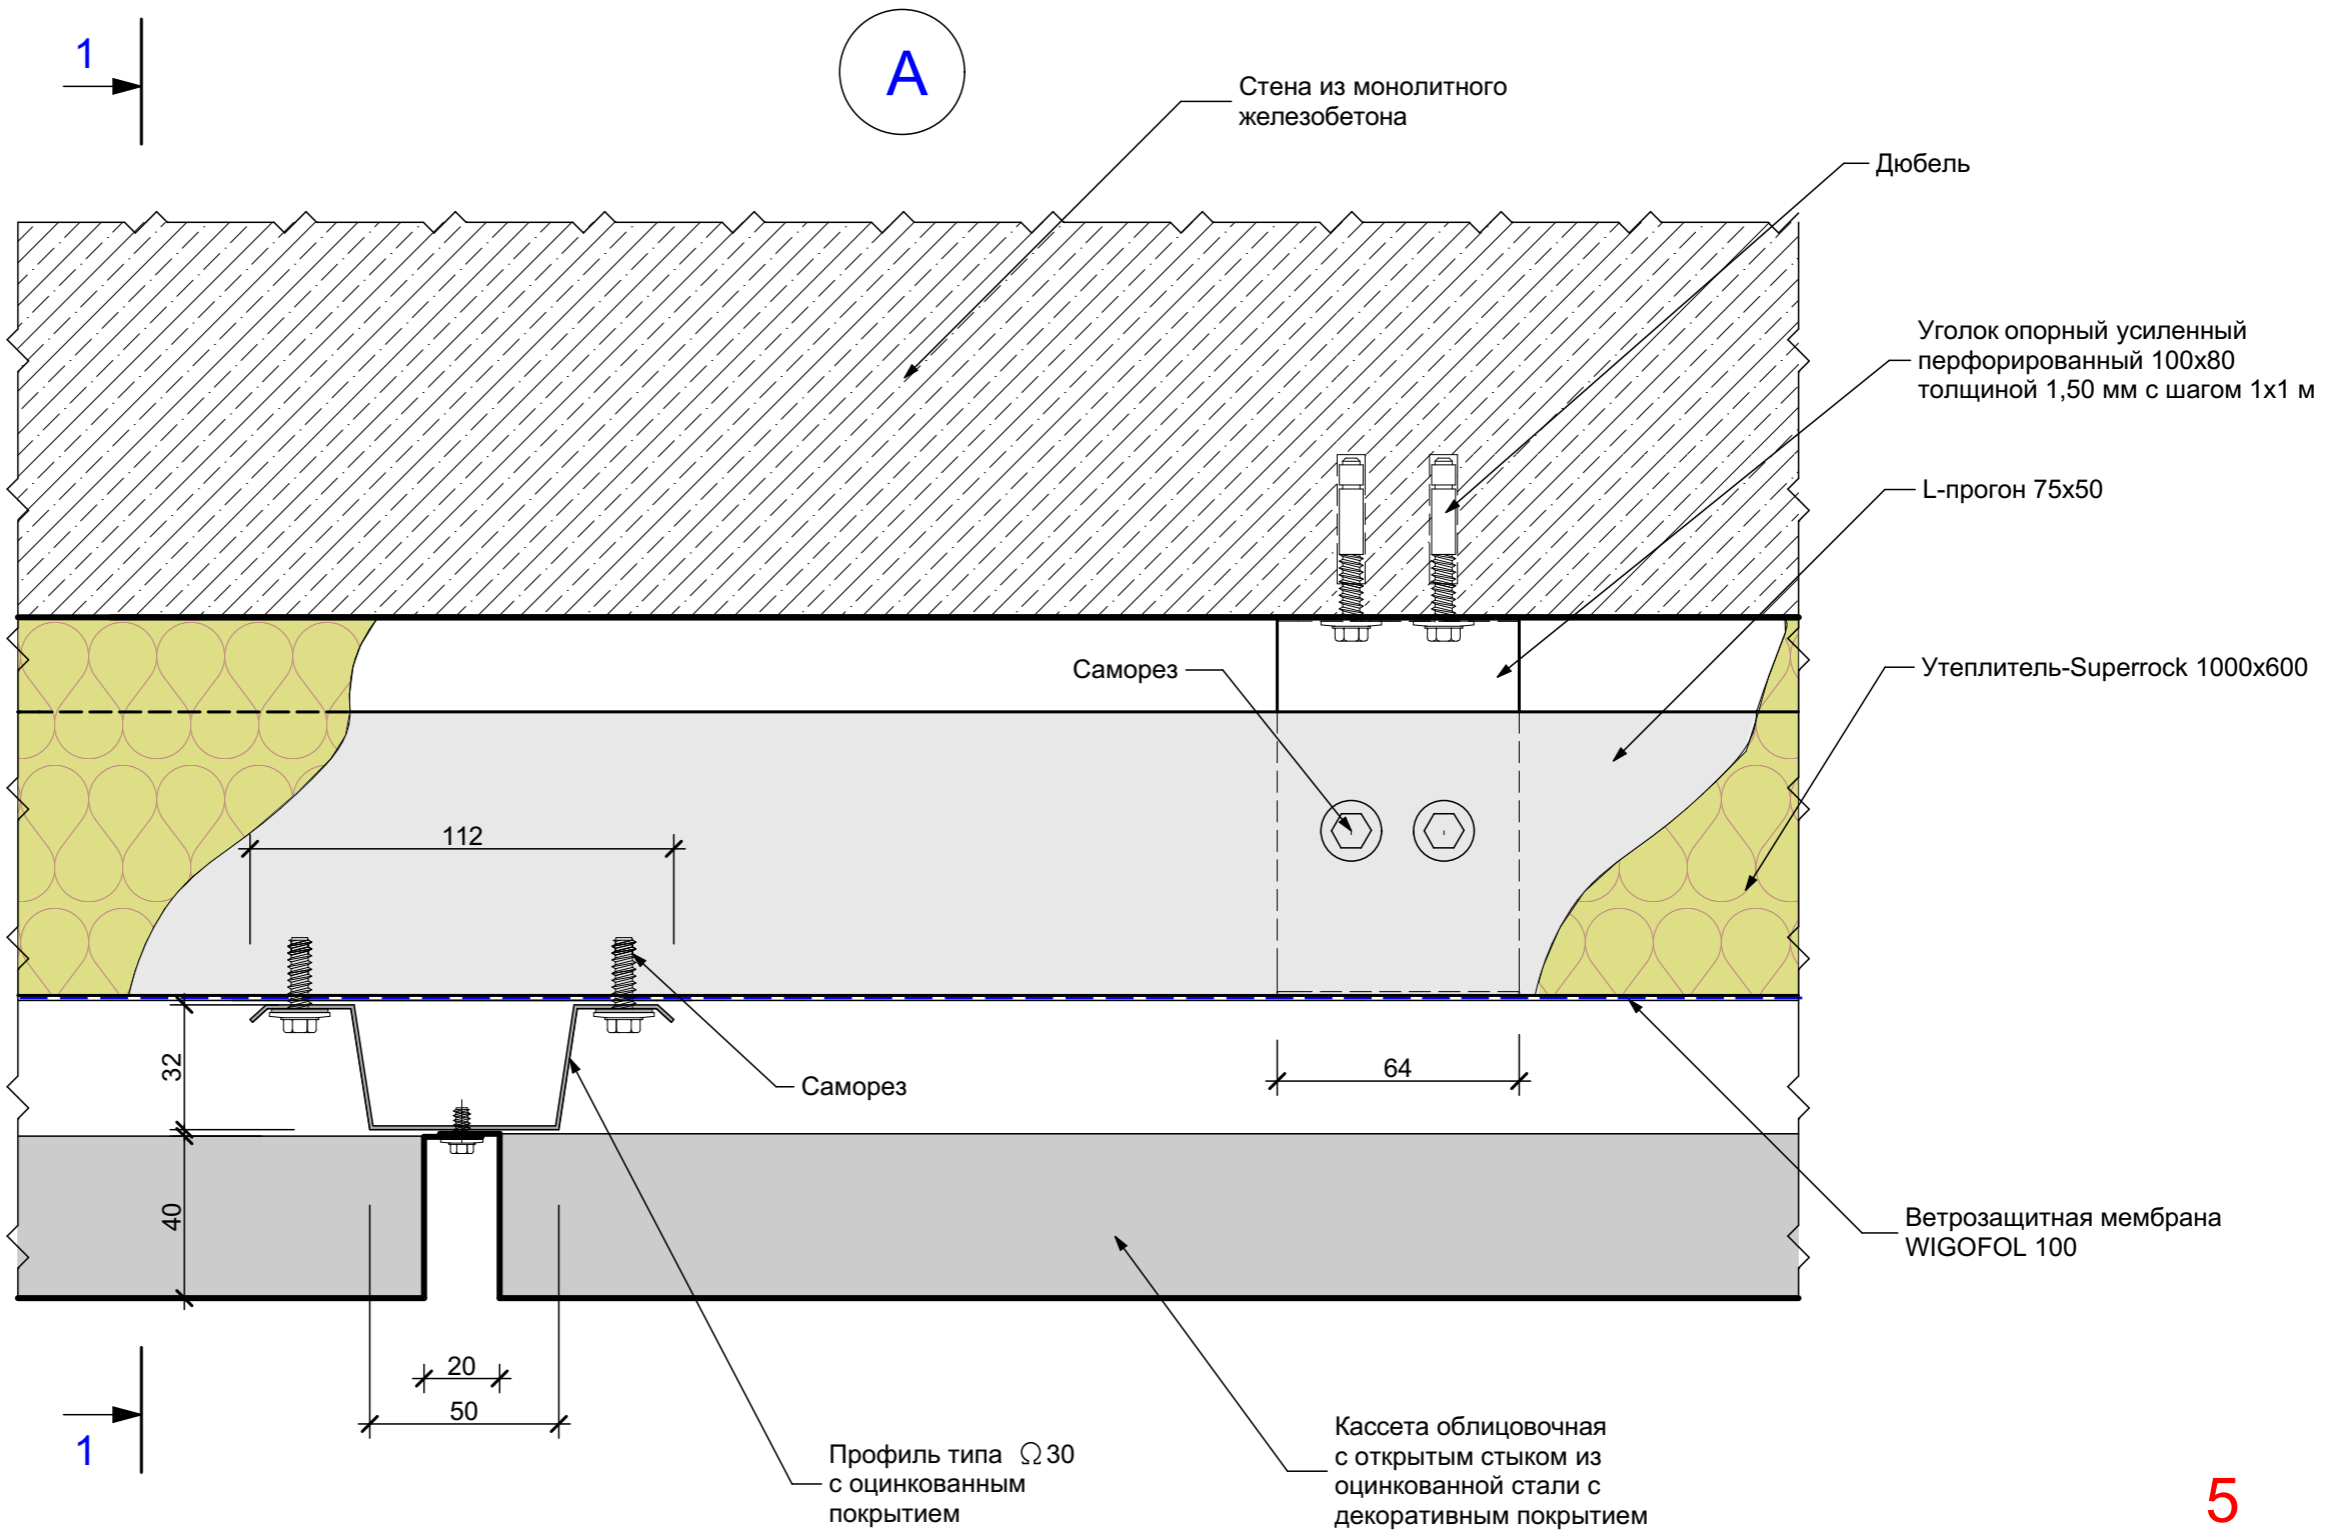 1
А
Стена из монолитного
железобетона
Дюбель
Уголок опорный усиленный
перфорированный 100х80
толщиной 1,50 мм с шагом 1х1 м
L-прогон 75х50
Саморез
Утеплитель-Superrock 1000х600
112
32
Саморез
64
40
Ветрозащитная мембрана
WIGOFOL 100
20
50
1
Профиль типа Ω 30
с оцинкованным
покрытием
Кассета облицовочная
с открытым стыком из
оцинкованной стали с
декоративным покрытием
5